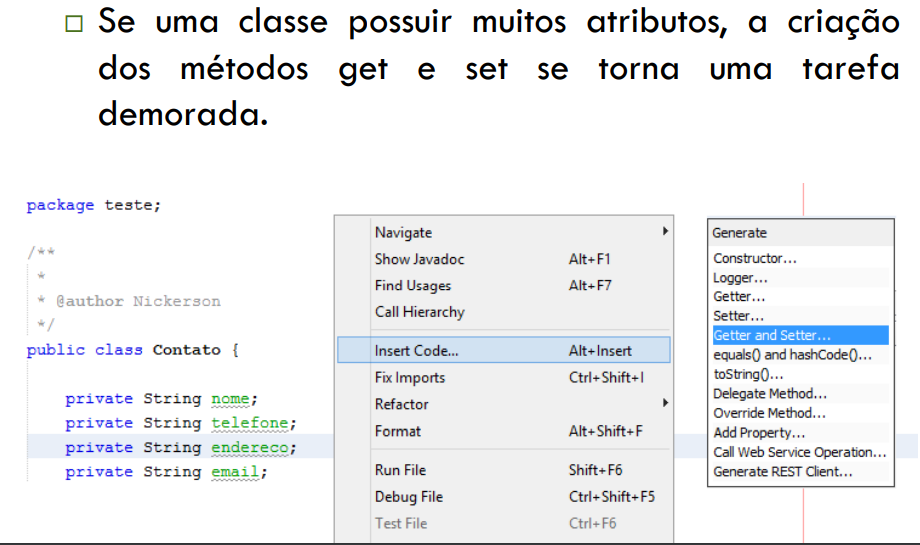 Se uma classe possuir muitos atributos, a criação
dos métodos get e set se torna uma tarefa
demorada.
package teste;
/**
*
* @author Nickerson
*/
public class Contato {
private String nome;
private String telefone;
private String endereco;
private String email;
Navigate
Show Javadoc Alt+F1
Find Usages Alt+F7
Call Hierarchy
Insert Code... Alt+Insert
Fix Imports Ctrl+Shift+I
Refactor
Format Alt+Shift+F
Run File Shift+F6
Debug File Ctrl+Shift+F5
Test File Ctrl+F6
Generate
Constructor...
Logger...
Getter...
Setter...
Getter and Setter...
equals() and hashCode()...
toString()...
Delegate Method...
Override Method...
Add Property...
Call Web Service Operation...
Generate REST Client...